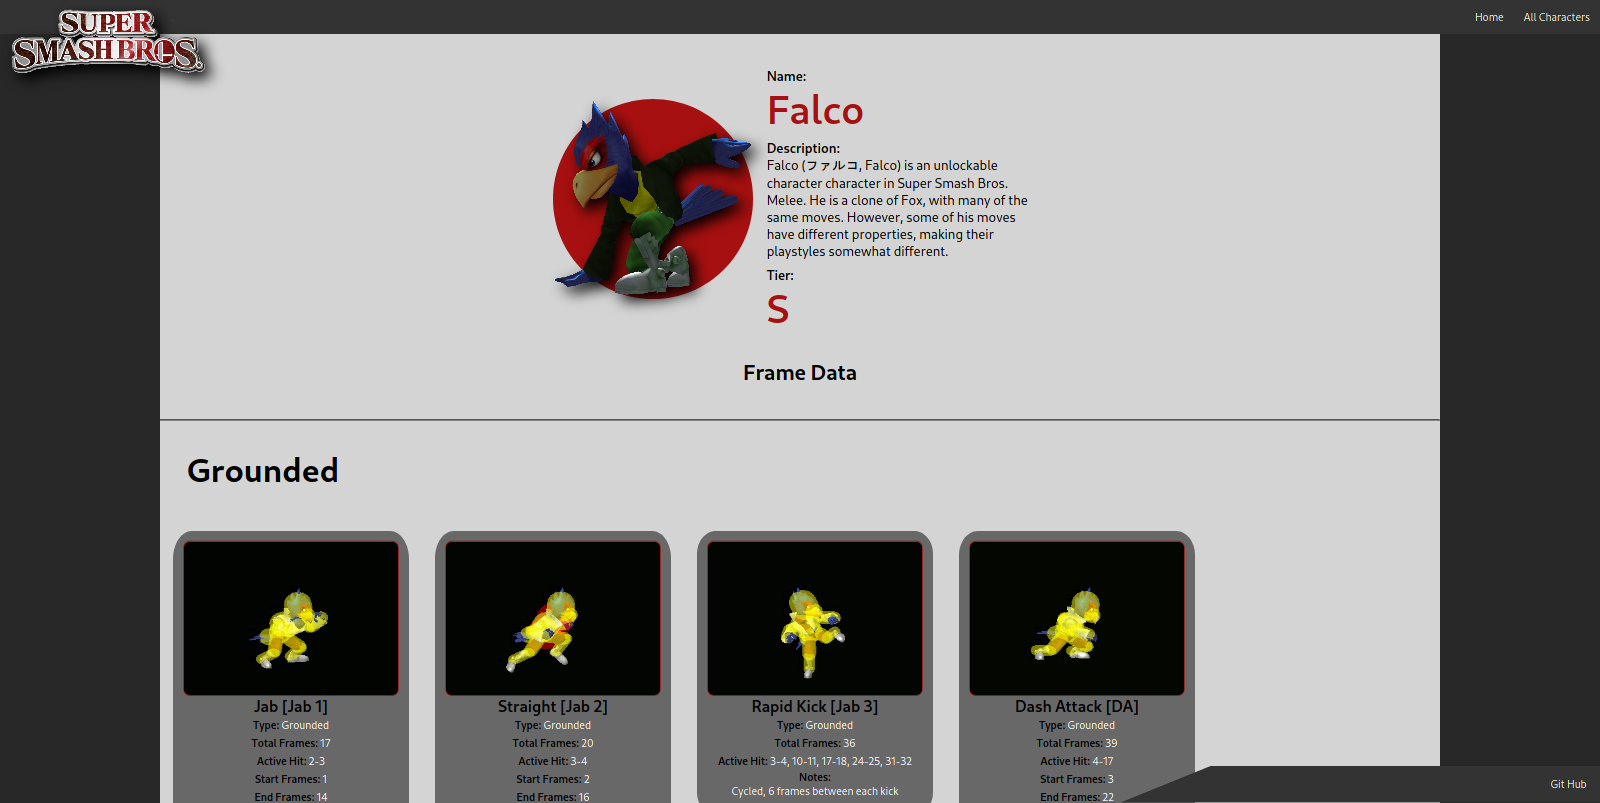 SUPER
SMASH BROS.
Home
All Characters
Name:
Falco
Description:
Falco (ファルコ, Falco) is an unlockable
character character in Super Smash Bros.
Melee. He is a clone of Fox, with many of the
same moves. However, some of his moves
have different properties, making their
playstyles somewhat different.
Tier:
S
Frame Data
Grounded
Jab [Jab 1]
Type: Grounded
Total Frames: 17
Active Hit: 2-3
Start Frames: 1
End Frames: 14
Straight [Jab 2]
Type: Grounded
Total Frames: 20
Active Hit: 3-4
Start Frames: 2
End Frames: 16
Rapid Kick [Jab 3]
Type: Grounded
Total Frames: 36
Active Hit: 3-4, 10-11, 17-18, 24-25, 31-32
Notes:
Cycled, 6 frames between each kick
Dash Attack [DA]
Type: Grounded
Total Frames: 39
Active Hit: 4-17
Start Frames: 3
End Frames: 22
Git Hub